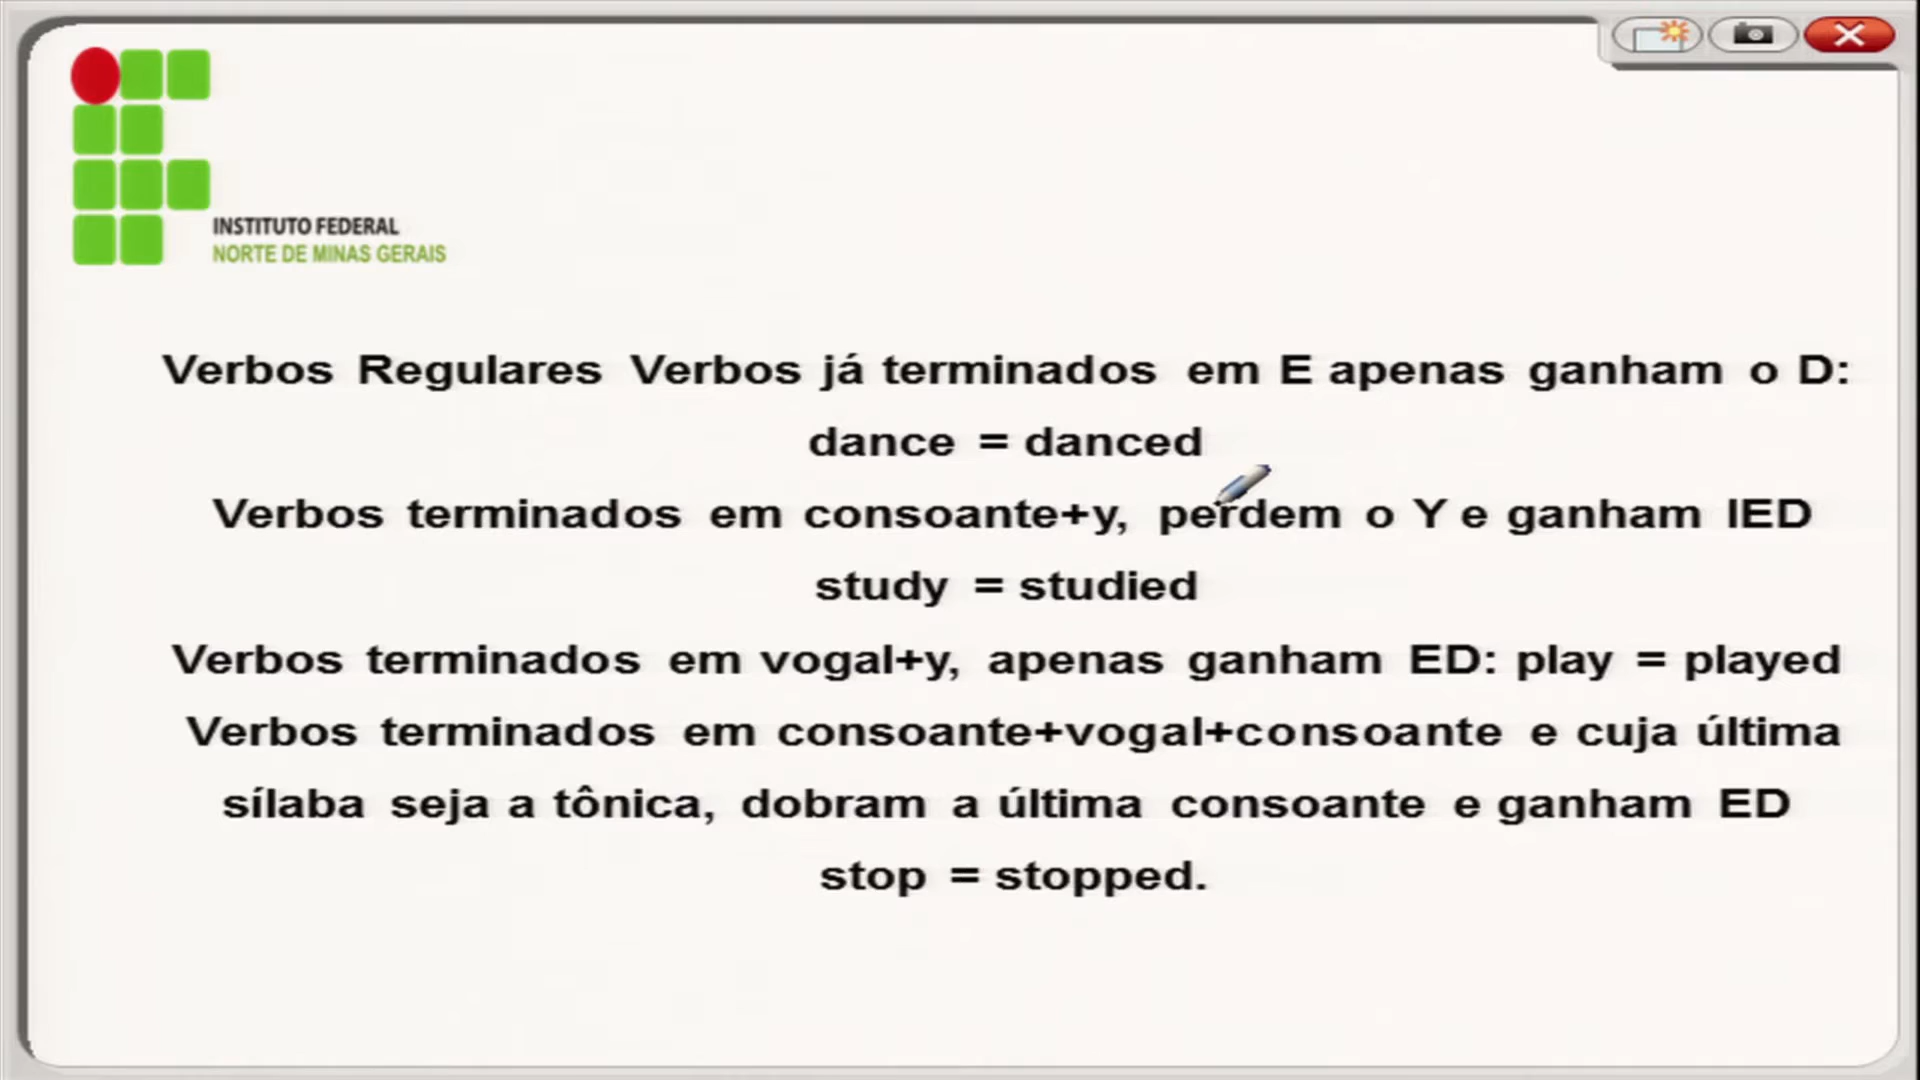 INSTITUTO FEDERAL
NORTE DE MINAS GERAIS
Verbos Regulares Verbos já terminados em E apenas ganham o D:
dance = danced
Verbos terminados em consoante+y, perdem o Y e ganham IED
study = studied
Verbos terminados em vogal+y, apenas ganham ED: play = played
Verbos terminados em consoante+vogal+consoante e cuja última
sílaba seja a tônica, dobram a última consoante e ganham ED
stop = stopped.